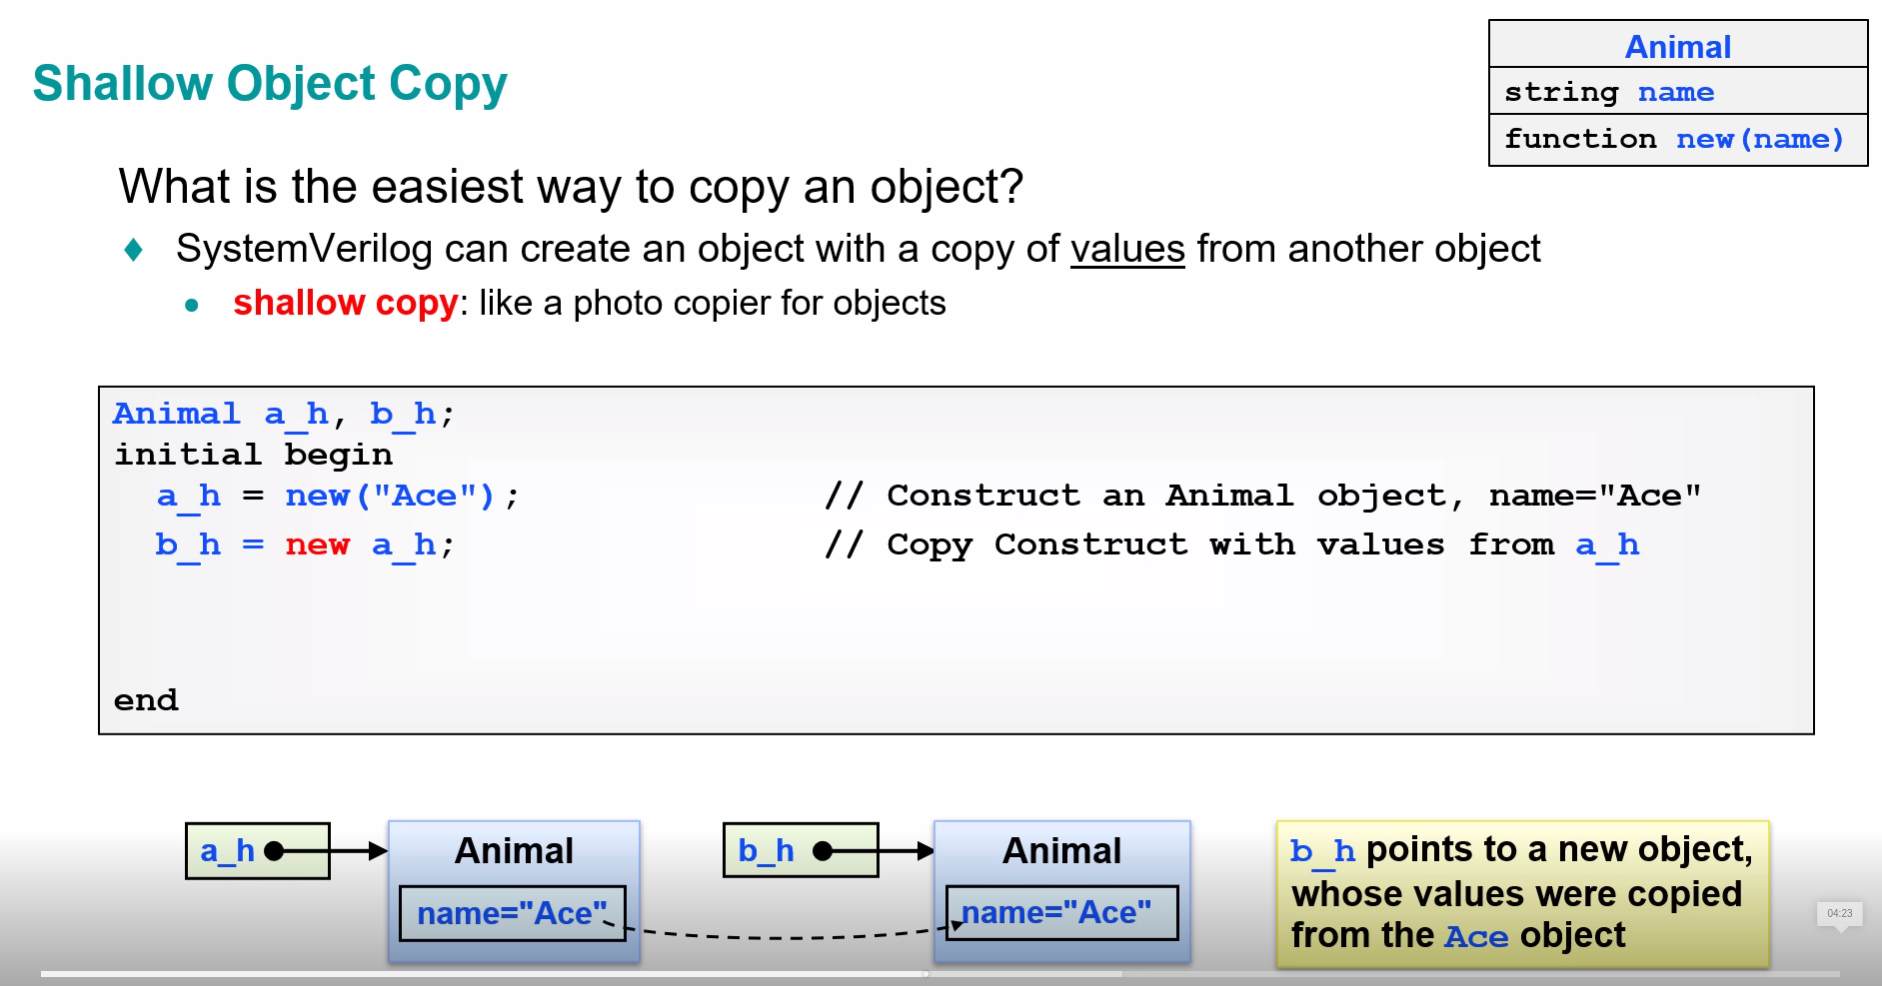 Shallow Object Copy
Animal
string name
function new(name)
What is the easiest way to copy an object?
SystemVerilog can create an object with a copy of values from another object
shallow copy: like a photo copier for objects
Animal a_h, b_h;
initial begin
a_h = new("Ace"); // Construct an Animal object, name="Ace"
b_h = new a_h; // Copy Construct with values from a_h
end
a_h
Animal
name="Ace"
b_h
Animal
name="Ace"
b_h points to a new object,
whose values were copied
from the Ace object
04:23